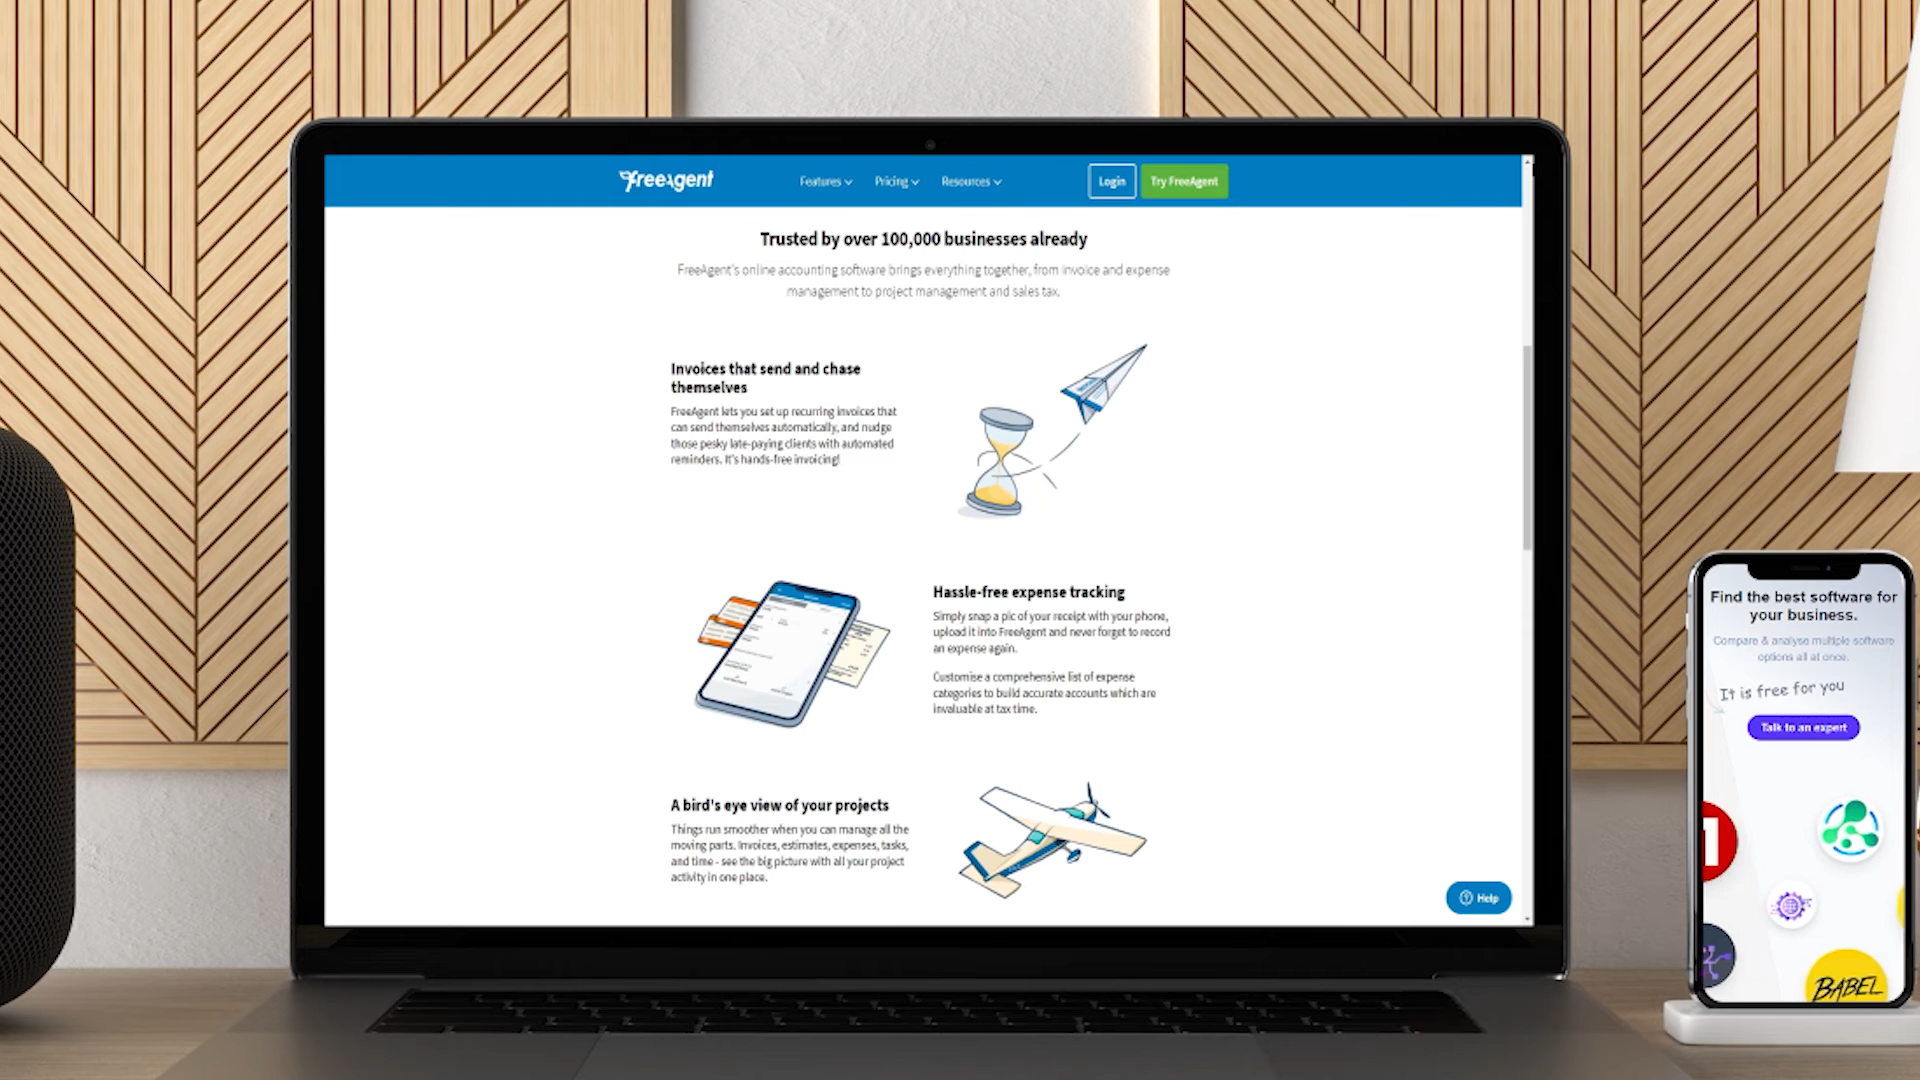 FreeAgent
Features
Pricing
Resources
Login
Try FreeAgent
Trusted by over 100,000 businesses already
FreeAgent's online accounting software brings everything together, from invoice and expense
management to project management and sales tax.
Invoices that send and chase
themselves
FreeAgent lets you set up recurring invoices that
can send themselves automatically, and nudge
those pesky late-paying clients with automated
reminders. It's hands-free invoicing!
Hassle-free expense tracking
Simply snap a pic of your receipt with your phone,
upload it into FreeAgent and never forget to record
an expense again.
Customise a comprehensive list of expense
categories to build accurate accounts which are
invaluable at tax time.
A bird's eye view of your projects
Things run smoother when you can manage all the
moving parts. Invoices, estimates, expenses, tasks,
and time - see the big picture with all your project
activity in one place.
Help
Find the best software for
your business.
Compare & analyse multiple software
options all at once.
It is free for you
Talk to an expert
1
BABEL